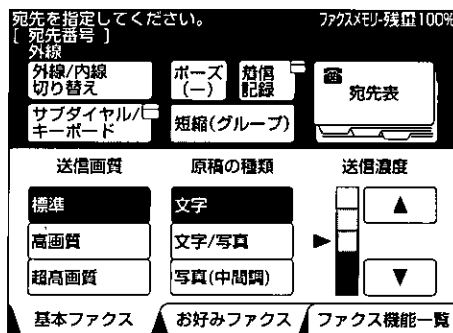 宛先を指定してください。 ファクスメモリー残量100%
[ 宛先番号 ]
外線
外線/内線
切り替え
ポーズ
(ー)
着信
記録
宛先表
サブダイヤル/
キーボード
短縮(グループ)
送信画質 原稿の種類 送信濃度
標準 文字
高画質 文字/写真
超高画質 写真(中間調)
基本ファクス お好みファクス ファクス機能一覧